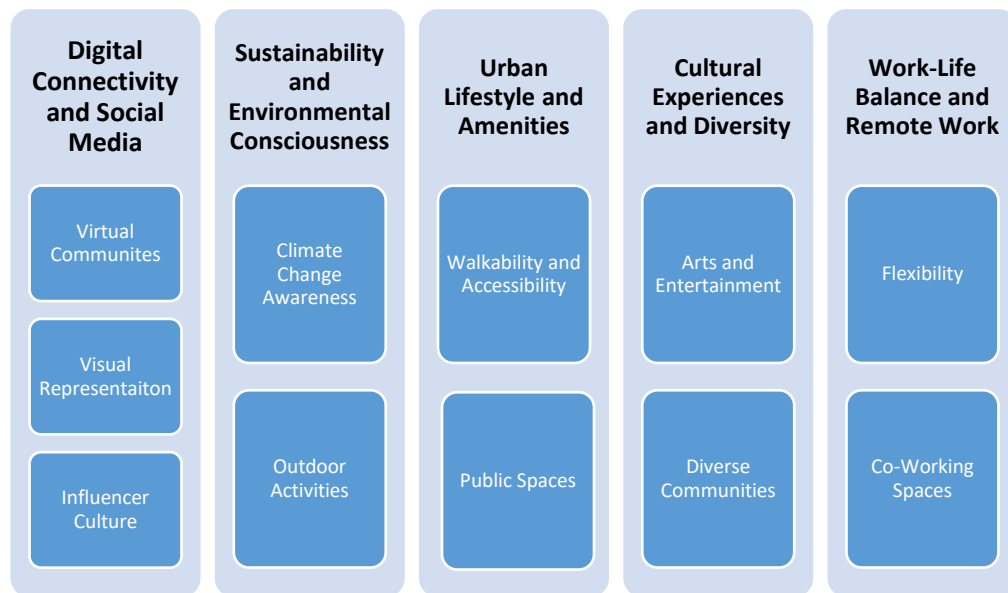 Digital
Connectivity
and Social
Media
Virtual
Communites
Visual
Representaiton
Influencer
Culture
Sustainability
and
Environmental
Consciousness
Climate
Change
Awareness
Outdoor
Activities
Urban
Lifestyle and
Amenities
Walkability and
Accessibility
Public Spaces
Cultural
Experiences
and Diversity
Arts and
Entertainment
Diverse
Communities
Work-Life
Balance and
Remote Work
Flexibility
Co-Working
Spaces